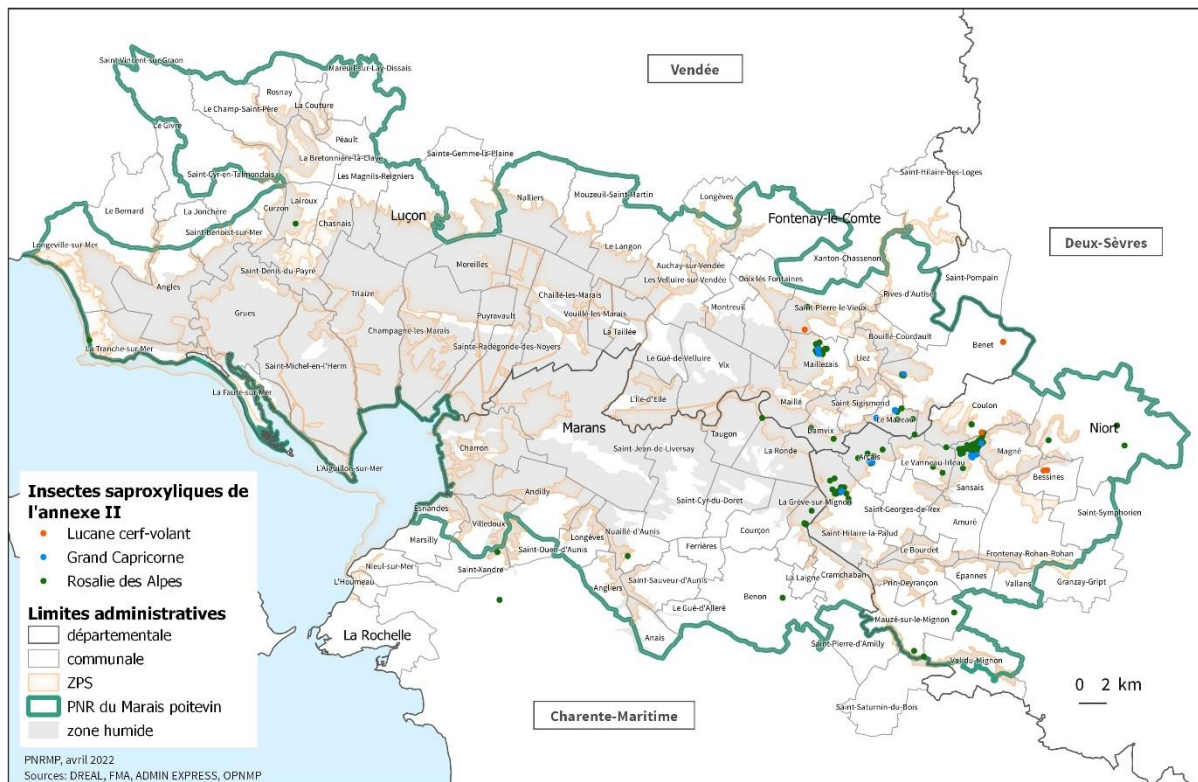 Vendée
Saint-Vincent-sur-Graon
Mareuil-sur-Lay-Dissais
Rosnay
La Couture
Le Champ-Saint-Père
Le Givre
Péault
La Bretonnière-la-Claye
Sainte-Gemme-la-Plaine
Saint-Hilaire-des-Loges
Saint-Cyr-en-Talmondais
Les Magnils-Reigniers
Mouzeuil-Saint-Martin
Longèves
Nalliers
Lairoux
Le Bernard
La Jonchère
Curzon
Luçon
Fontenay-le-Comte
Chasnais
Saint-Benoist-sur-Mer
Deux-Sèvres
Longeville-sur-Mer
Le Langon
Xanton-Chassenon
Auchay-sur-Vendée
Moreilles
Saint-Denis-du-Payré
Les Velluire-sur-Vendée
Doix lès Fontaines
Saint-Pompain
Angles
Triaize
Chaillé-les-Marais
Rives-d'Autise
Montreuil
Saint-Pierre-le-Vieux
Grues
Puyravault
Vouillé-les-Marais
Champagné-les-Marais
La Taillée
Bouillé-Courdault
Benet
La Tranche-sur-Mer
Sainte-Radégonde-des-Noyers
Le Gué-de-Velluire
Liez
Saint-Michel-en-l'Herm
Vix
Maillezais
La Faute-sur-Mer
L'Île-d'Elle
Maillé
Saint-Sigismond
Le Mazeau
Coulon
Damvix
Marans
Taugon
Niort
Charron
Saint-Jean-de-Liversay
La Ronde
Magné
Arçais
Le Vanneau-Irleau
L'Aiguillon-sur-Mer
Bessines
Sansais
Andilly
Saint-Cyr-du-Doret
La Grève-sur-Mignon
Esnandes
Saint-Georges-de-Rex
Saint-Symphorien
Villedoux
Amuré
Longèves
Nuaillé-d'Aunis
Courçon
Saint-Hilaire-la-Palud
Marsilly
Saint-Ouen-d'Aunis
Ferrières
Le Bourdet
Frontenay-Rohan-Rohan
Nieul-sur-Mer
Saint-Xandre
La Laigne
Cramchaban
Épannes
L'Houmeau
Angliers
Saint-Sauveur-d'Aunis
Prin-Deyrançon
Vallans
Granzay-Gript
Benon
Le Gué-d'Alleré
Mauzé-sur-le-Mignon
La Rochelle
Anais
Saint-Pierre-d'Amilly
Val-du-Mignon
Saint-Saturnin-du-Bois
Charente-Maritime
0 2 km
Insectes saproxyliques de
l'annexe II
Lucane cerf-volant
Grand Capricorne
Rosalie des Alpes
Limites administratives
départementale
communale
ZPS
PNR du Marais poitevin
zone humide
PNRMP, avril 2022
Sources: DREAL, FMA, ADMIN EXPRESS, OPNMP